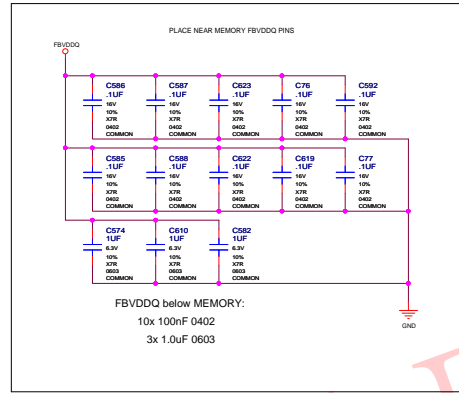 PLACE NEAR MEMORY FBVDDQ PINS
FBVDDQ
C586
.1UF
16V
10%
X7R
0402
COMMON
C587
.1UF
16V
10%
X7R
0402
COMMON
C623
.1UF
16V
10%
X7R
0402
COMMON
C76
.1UF
16V
10%
X7R
0402
COMMON
C592
.1UF
16V
10%
X7R
0402
COMMON
C585
.1UF
16V
10%
X7R
0402
COMMON
C588
.1UF
16V
10%
X7R
0402
COMMON
C622
.1UF
16V
10%
X7R
0402
COMMON
C619
.1UF
16V
10%
X7R
0402
COMMON
C77
.1UF
16V
10%
X7R
0402
COMMON
C574
1UF
6.3V
10%
X7R
0603
COMMON
C610
1UF
6.3V
10%
X7R
0603
COMMON
C582
1UF
6.3V
10%
X7R
0603
COMMON
FBVDDQ below MEMORY:
10x 100nF 0402
3x 1.0uF 0603
GND